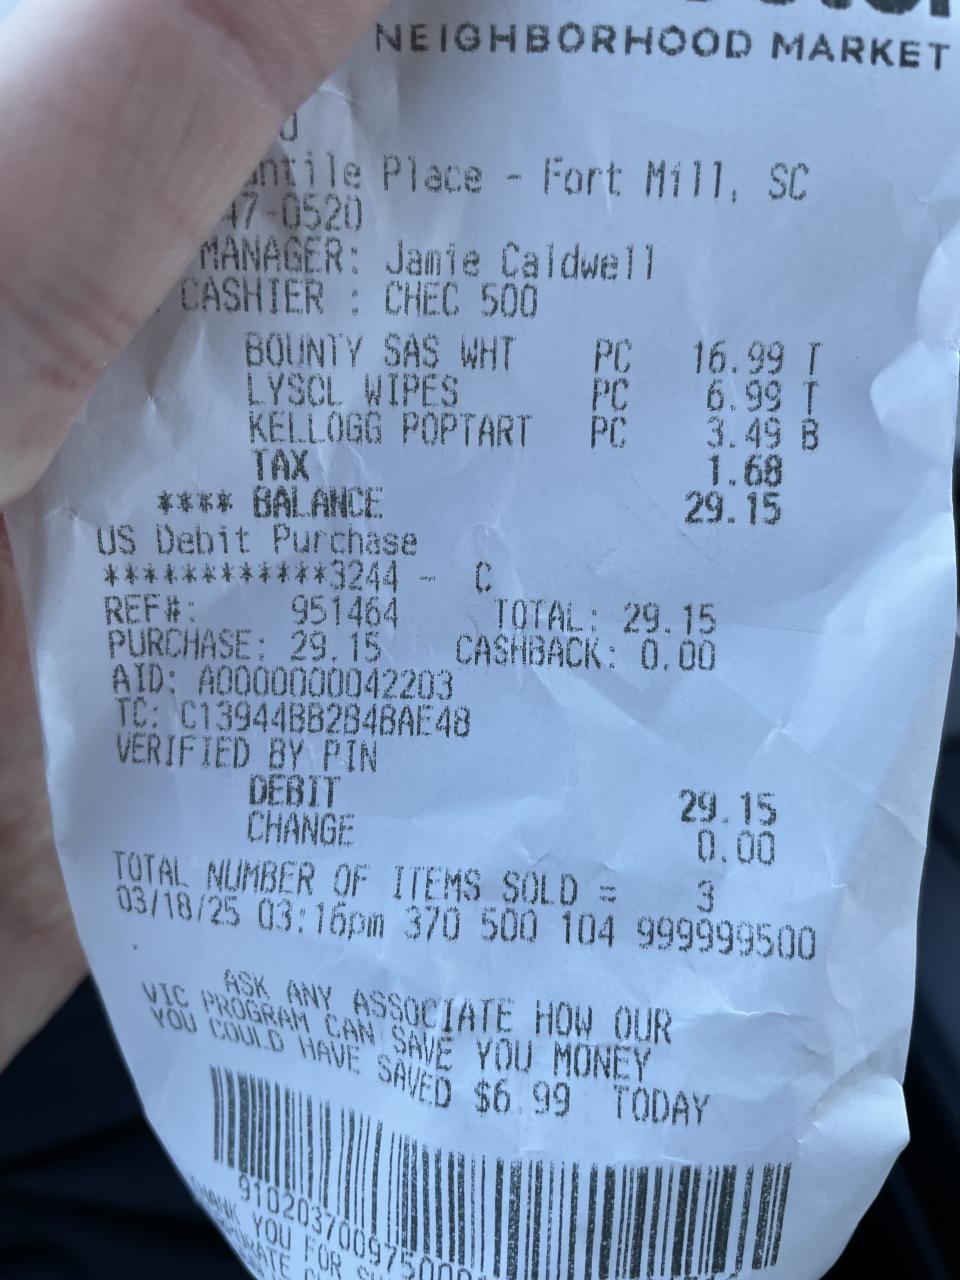 NEIGHBORHOOD MARKET
Place - Fort Mill, SC
47-0520
MANAGER: Jamie Caldwell
CASHIER : CHEC 500
BOUNTY SAS WHT PC 16.99 T
LYSCL WIPES PC 6.99 T
KELLOGG POPTART PC 3.49 B
TAX 1.68
**** BALANCE 29.15
US Debit Purchase
************3244 - C
REF#: 951464 TOTAL: 29.15
PURCHASE: 29.15 CASHBACK: 0.00
AID: A0000000042203
TC: C13944BB2B4BAE48
VERIFIED BY PIN
DEBIT 29.15
CHANGE 0.00
TOTAL NUMBER OF ITEMS SOLD = 3
03/18/25 03:16pm 370 500 104 999999500
ASK ANY ASSOCIATE HOW OUR
VIC PROGRAM CAN SAVE YOU MONEY
YOU COULD HAVE SAVED $6.99 TODAY
YOU FOR